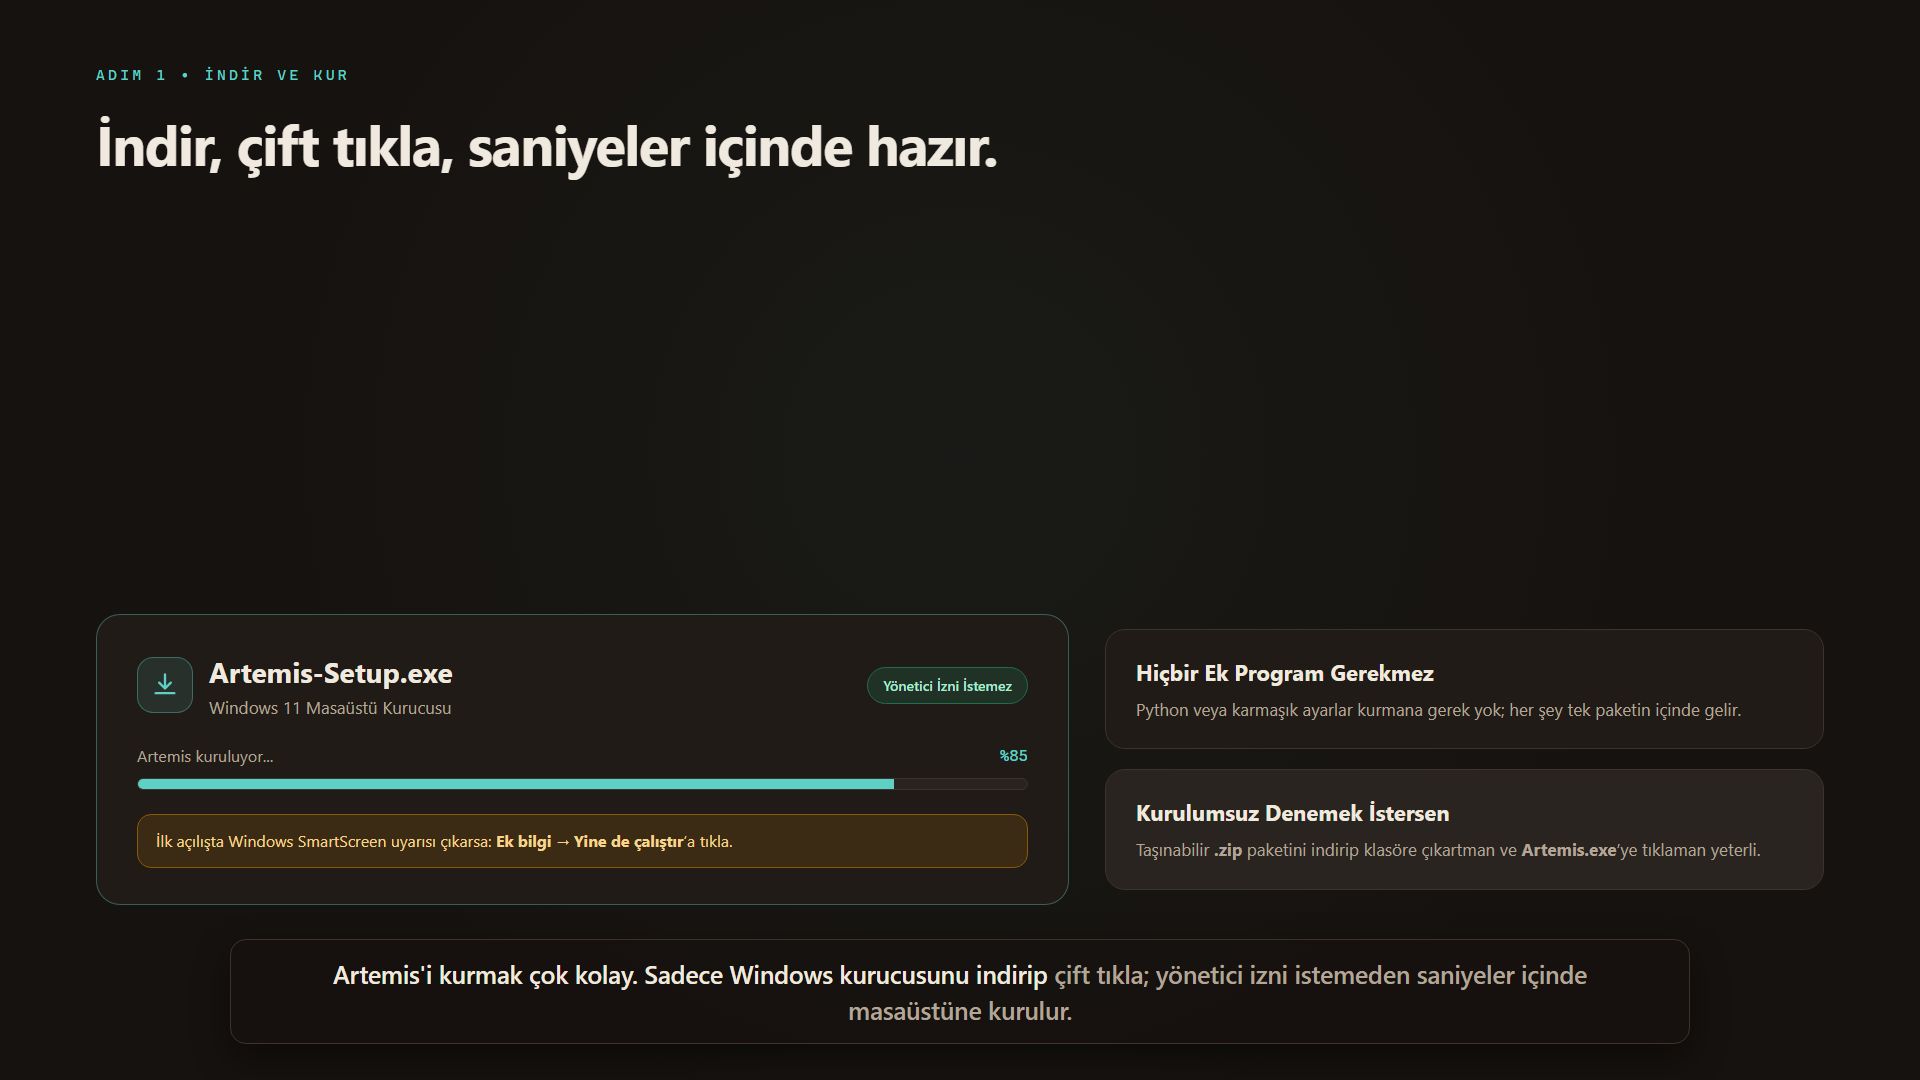 ADIM 1 • İNDİR VE KUR
İndir, çift tıkla, saniyeler içinde hazır.
Artemis-Setup.exe
Windows 11 Masaüstü Kurucusu
Yönetici İzni İstemez
Artemis kuruluyor...
%85
İlk açılışta Windows SmartScreen uyarısı çıkarsa: Ek bilgi → Yine de çalıştır'a tıkla.
Hiçbir Ek Program Gerekmez
Python veya karmaşık ayarlar kurmana gerek yok; her şey tek paketin içinde gelir.
Kurulumsuz Denemek İstersen
Taşınabilir .zip paketini indirip klasöre çıkartman ve Artemis.exe'ye tıklaman yeterli.
Artemis'i kurmak çok kolay. Sadece Windows kurucusunu indirip çift tıkla; yönetici izni istemeden saniyeler içinde
masaüstüne kurulur.